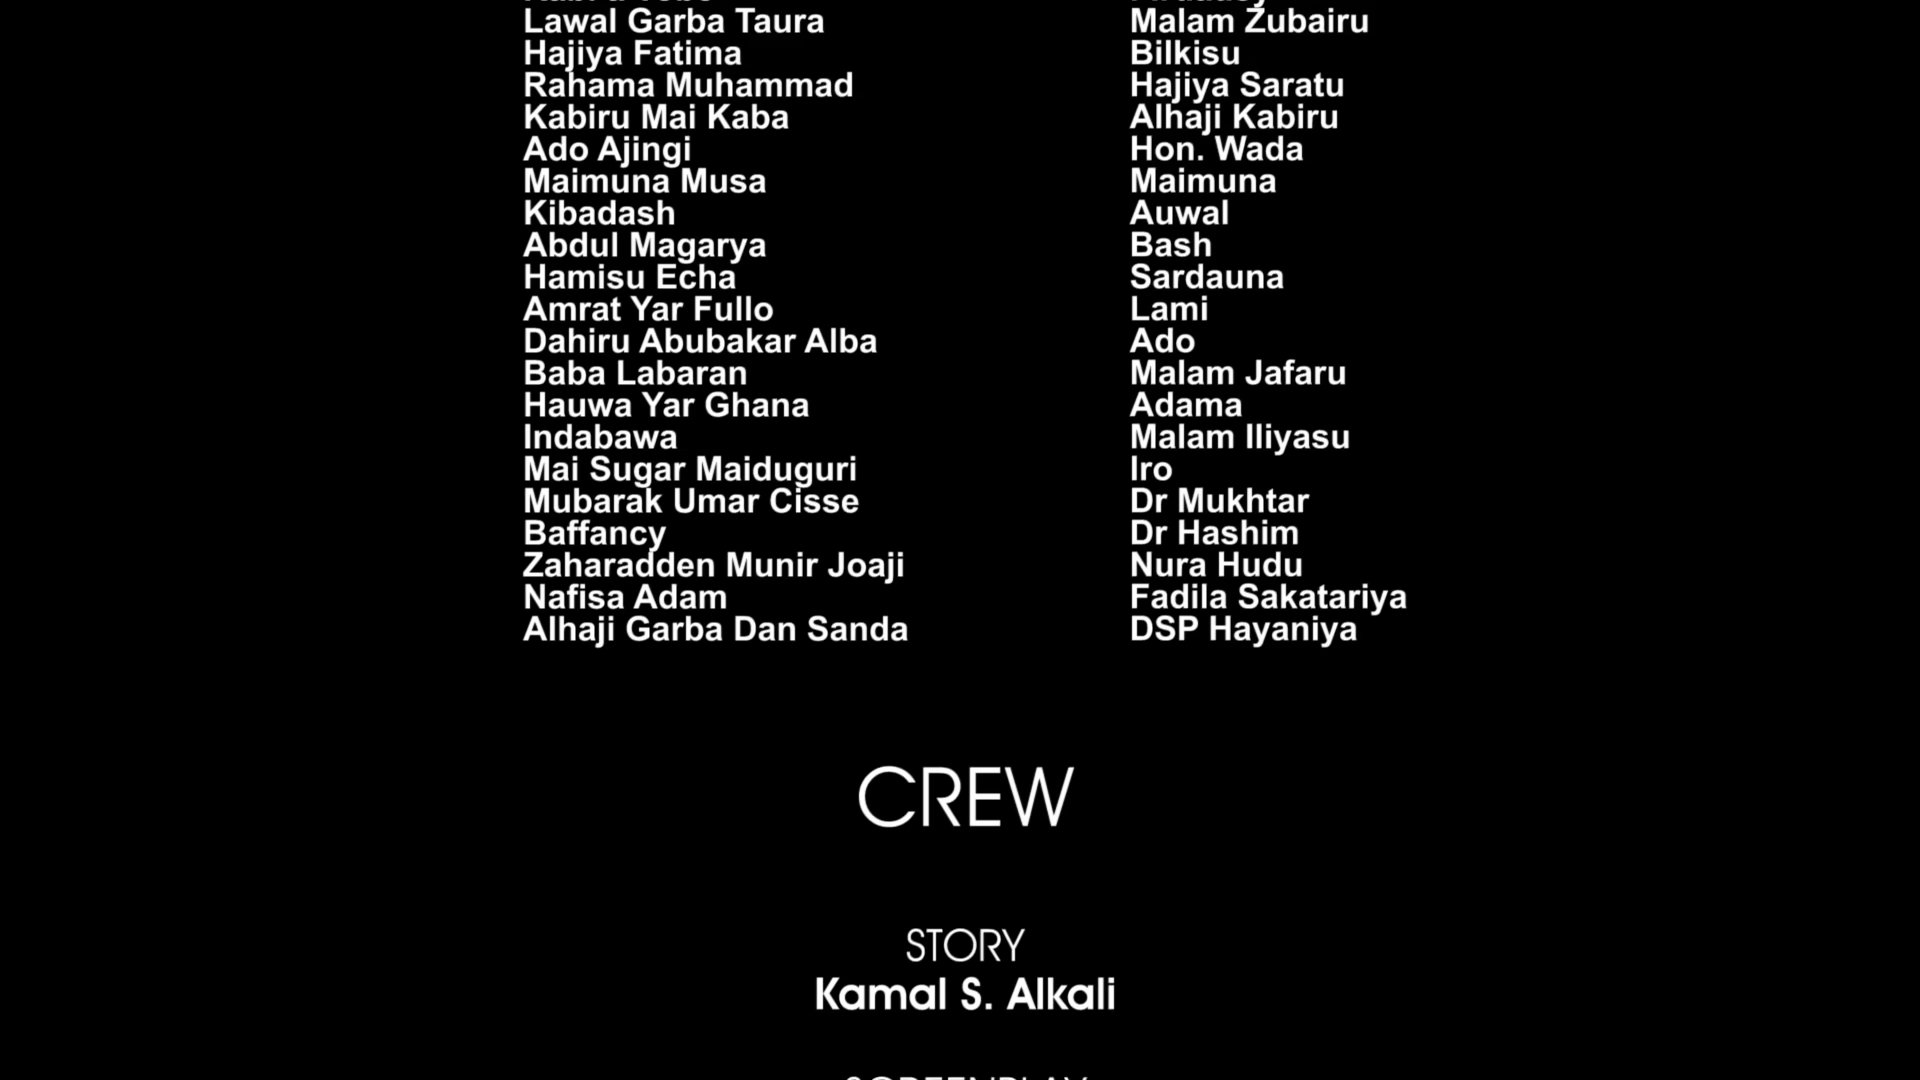 Lawal Garba Taura Malam Zubairu
Hajiya Fatima Bilkisu
Rahama Muhammad Hajiya Saratu
Kabiru Mai Kaba Alhaji Kabiru
Ado Ajingi Hon. Wada
Maimuna Musa Maimuna
Kibadash Auwal
Abdul Magarya Bash
Hamisu Echa Sardauna
Amrat Yar Fullo Lami
Dahiru Abubakar Alba Ado
Baba Labaran Malam Jafaru
Hauwa Yar Ghana Adama
Indabawa Malam Iliyasu
Mai Sugar Maiduguri Iro
Mubarak Umar Cisse Dr Mukhtar
Baffancy Dr Hashim
Zaharadden Munir Joaji Nura Hudu
Nafisa Adam Fadila Sakatariya
Alhaji Garba Dan Sanda DSP Hayaniya
CREW
STORY
Kamal S. Alkali
SCREENPLAY